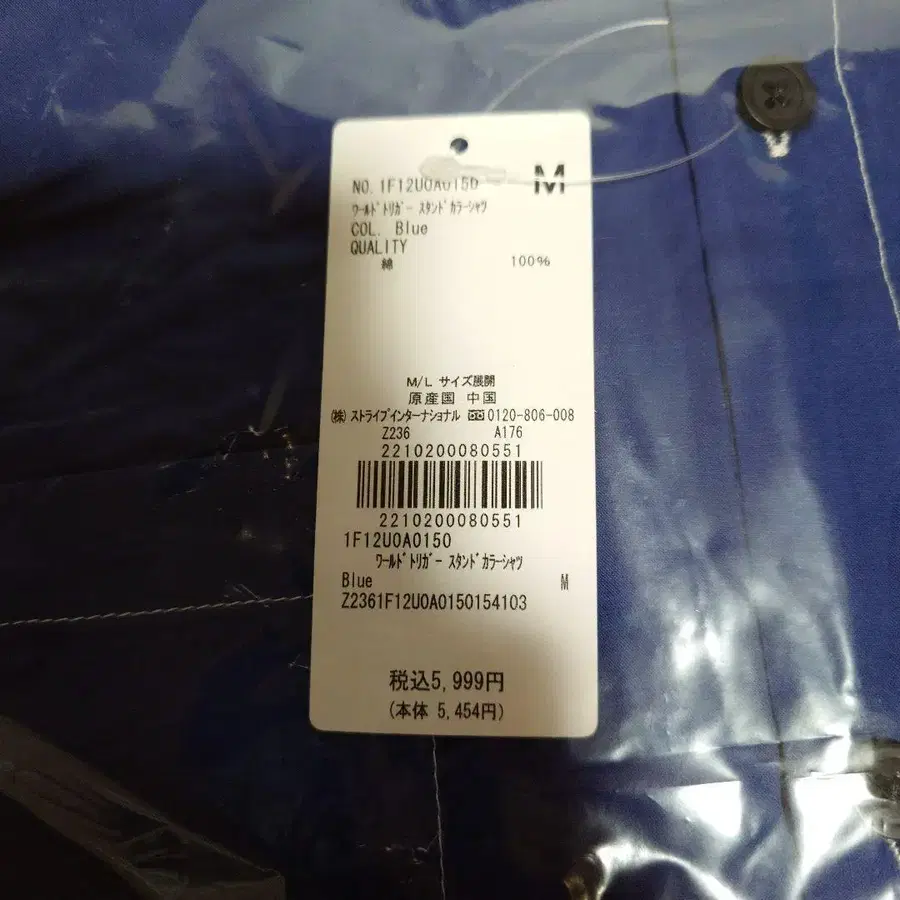 M
NO. 1F12U0A0150
ワールドトリガー スタンドカラーシャツ
COL. Blue
QUALITY
綿 100%
M/L サイズ展開
原産国 中国
(株) ストライプインターナショナル 0120-806-008
Z236 A176
2210200080551
2210200080551
1F12U0A0150
ワールドトリガー スタンドカラーシャツ
Blue M
Z2361F12U0A0150154103
税込5,999円
(本体 5,454円)